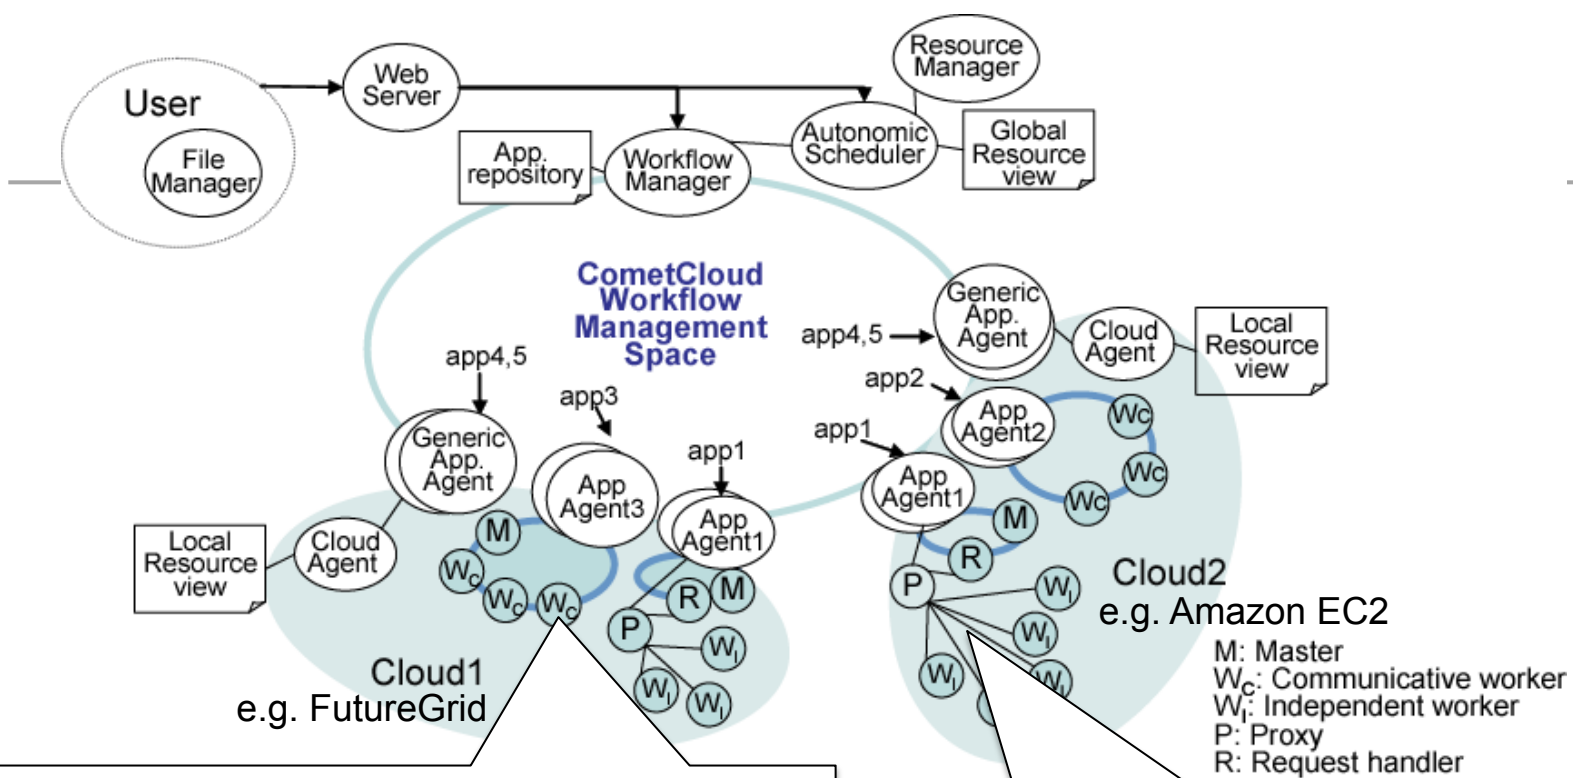 Resource
Manager
Web
Server
User
File
Manager
App.
repository
Workflow
Manager
Autonomic
Scheduler
Global
Resource
view
CometCloud
Workflow
Management
Space
Generic
App.
Agent
app4,5
Cloud
Agent
Local
Resource
view
app2
App
Agent2
Wc
Wc
Wc
app1
App
Agent1
M
R
P
WI
WI
WI
WI
Cloud2
e.g. Amazon EC2
app4,5
Generic
App.
Agent
app3
App
Agent3
app1
App
Agent1
Local
Resource
view
Cloud
Agent
M
Wc
Wc
Wc
R
M
P
WI
WI
WI
Cloud1
e.g. FutureGrid
M: Master
Wc: Communicative worker
WI: Independent worker
P: Proxy
R: Request handler